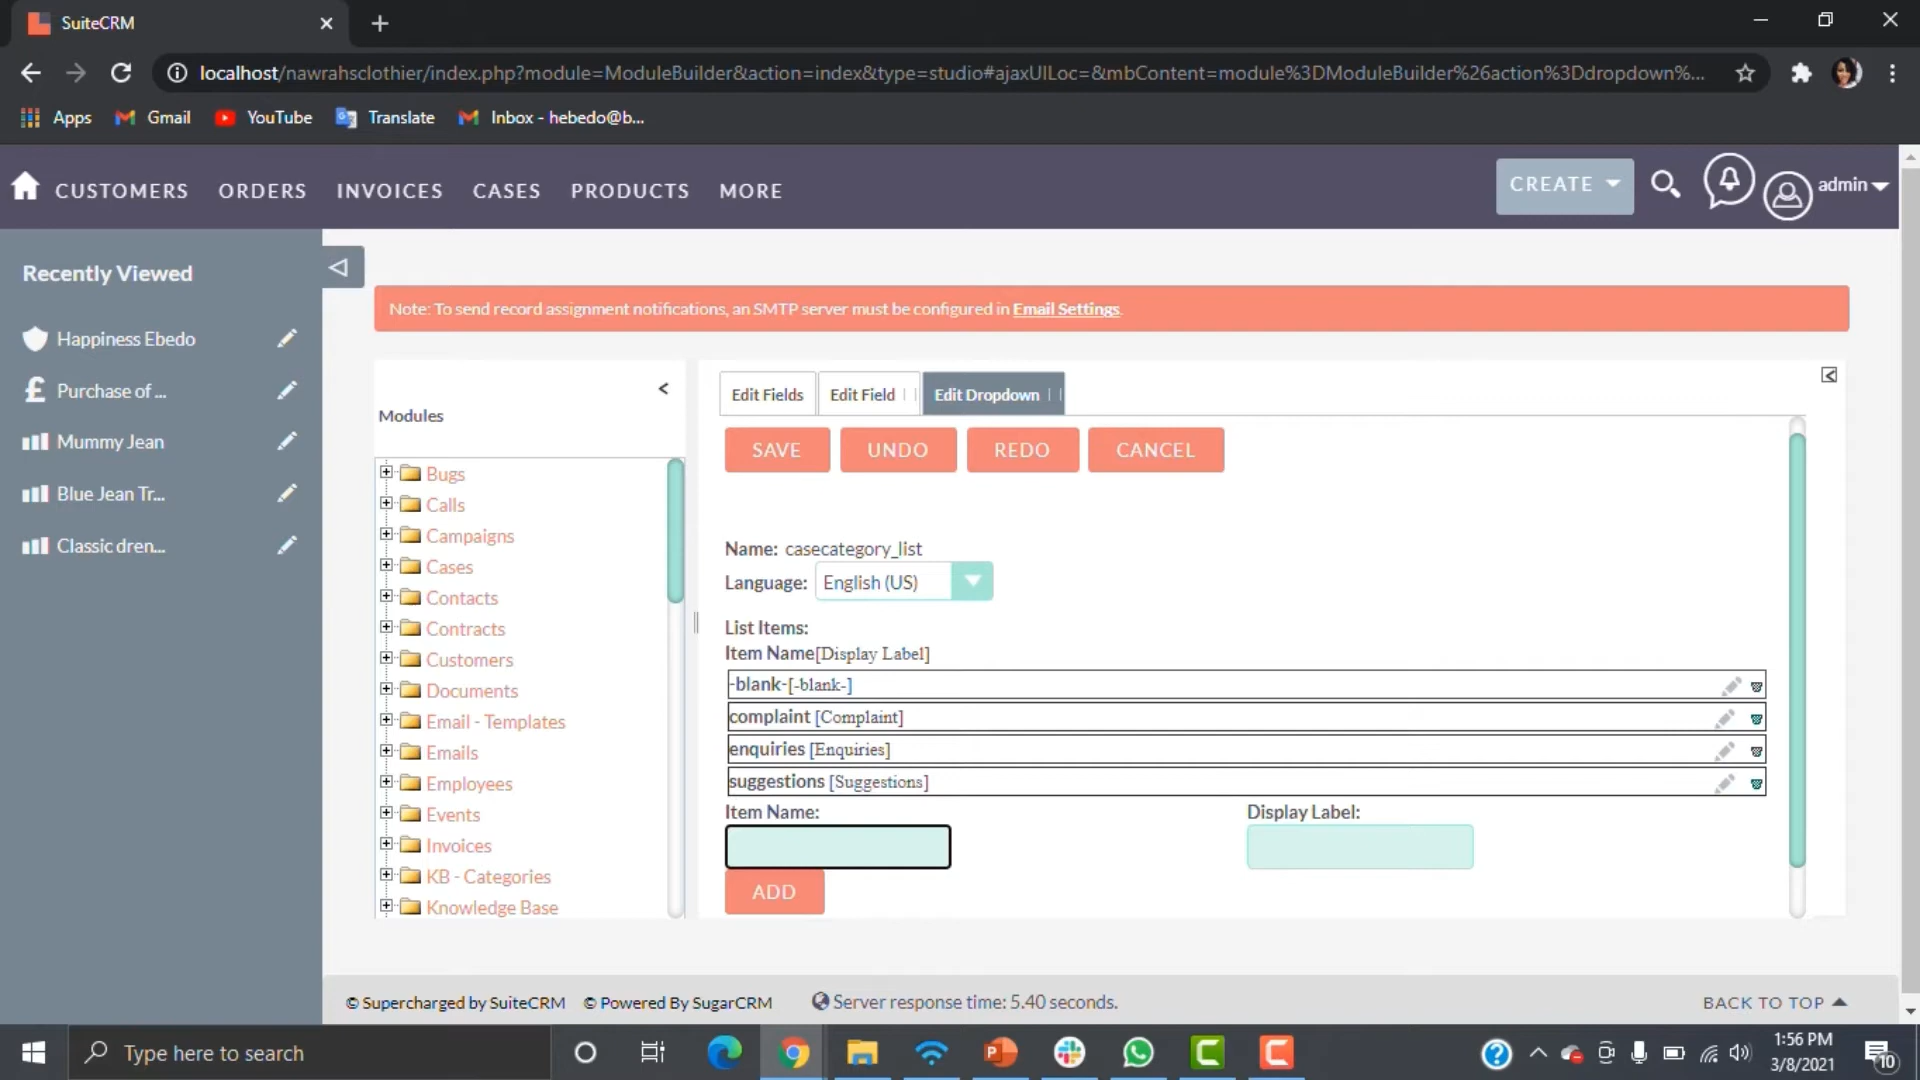 SuiteCRM
localhost/nawrahsclothier/index.php?module=ModuleBuilder&action=index&type=studio#ajaxUILoc=&mbContent=module%3DModuleBuilder%26action%3Ddropdown%...
Apps Gmail YouTube Translate Inbox - hebedo@b...
CUSTOMERS ORDERS INVOICES CASES PRODUCTS MORE CREATE admin
Recently Viewed
Happiness Ebedo
Purchase of ...
Mummy Jean
Blue Jean Tr...
Classic dren...
Note: To send record assignment notifications, an SMTP server must be configured in Email Settings.
Modules
Bugs
Calls
Campaigns
Cases
Contacts
Contracts
Customers
Documents
Email - Templates
Emails
Employees
Events
Invoices
KB - Categories
Knowledge Base
Edit Fields Edit Field Edit Dropdown
SAVE UNDO REDO CANCEL
Name: casecategory_list
Language: English (US)
List Items:
Item Name[Display Label]
-blank-[-blank-]
complaint [Complaint]
enquiries [Enquiries]
suggestions [Suggestions]
Item Name: Display Label:
ADD
© Supercharged by SuiteCRM © Powered By SugarCRM Server response time: 5.40 seconds. BACK TO TOP
Type here to search
1:56 PM
3/8/2021
10